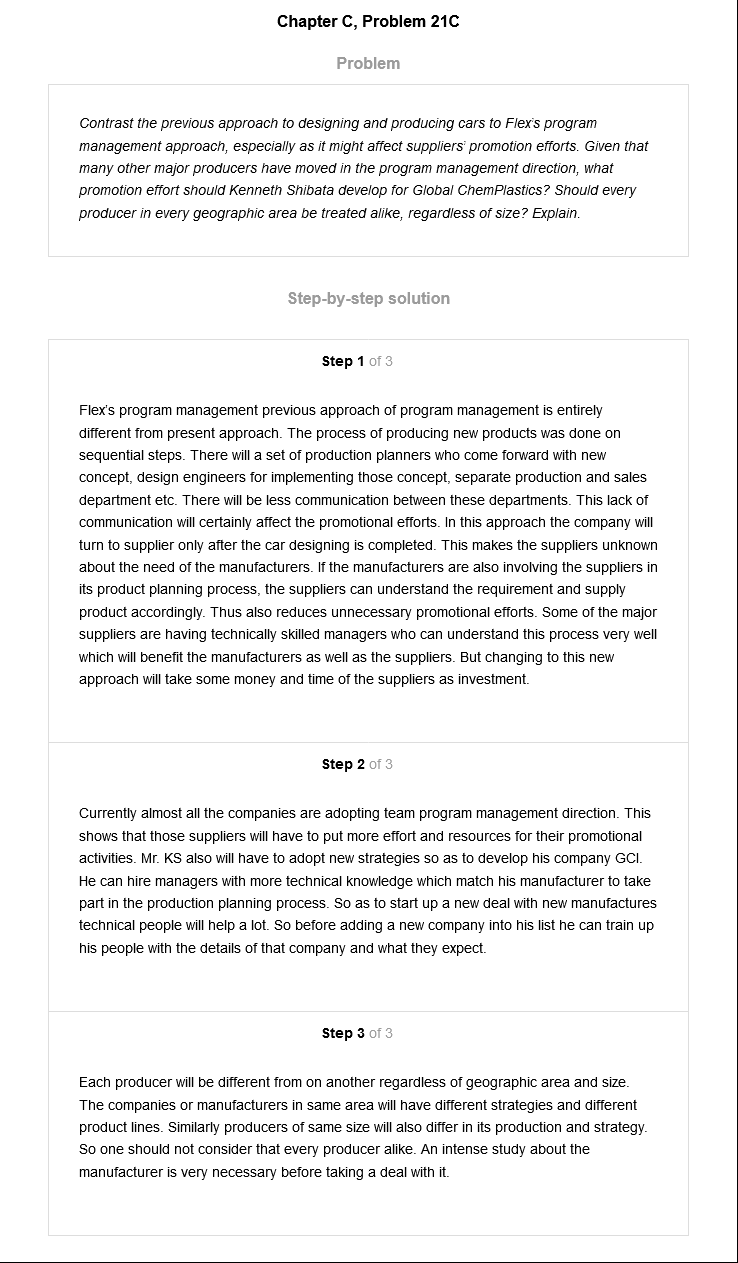 Chapter C, Problem 21C
Problem
Contrast the previous approach to designing and producing cars to Flex's program
management approach, especially as it might affect suppliers' promotion efforts. Given that
many other major producers have moved in the program management direction, what
promotion effort should Kenneth Shibata develop for Global ChemPlastics? Should every
producer in every geographic area be treated alike, regardless of size? Explain.
Step-by-step solution
Step 1 of 3
Flex's program management previous approach of program management is entirely
different from present approach. The process of producing new products was done on
sequential steps. There will a set of production planners who come forward with new
concept, design engineers for implementing those concept, separate production and sales
department etc. There will be less communication between these departments. This lack of
communication will certainly affect the promotional efforts. In this approach the company will
turn to supplier only after the car designing is completed. This makes the suppliers unknown
about the need of the manufacturers. If the manufacturers are also involving the suppliers in
its product planning process, the suppliers can understand the requirement and supply
product accordingly. Thus also reduces unnecessary promotional efforts. Some of the major
suppliers are having technically skilled managers who can understand this process very well
which will benefit the manufacturers as well as the suppliers. But changing to this new
approach will take some money and time of the suppliers as investment.
Step 2 of 3
Currently almost all the companies are adopting team program management direction. This
shows that those suppliers will have to put more effort and resources for their promotional
activities. Mr. KS also will have to adopt new strategies so as to develop his company GCI.
He can hire managers with more technical knowledge which match his manufacturer to take
part in the production planning process. So as to start up a new deal with new manufactures
technical people will help a lot. So before adding a new company into his list he can train up
his people with the details of that company and what they expect.
Step 3 of 3
Each producer will be different from on another regardless of geographic area and size.
The companies or manufacturers in same area will have different strategies and different
product lines. Similarly producers of same size will also differ in its production and strategy.
So one should not consider that every producer alike. An intense study about the
manufacturer is very necessary before taking a deal with it.